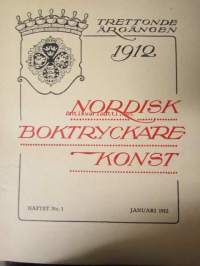 TRETTONDE
ÅRGÅNGEN
1912
NORDISK
BOKTRYCKARE
KONST
HÄFTET No. 1
JANUARI 1912